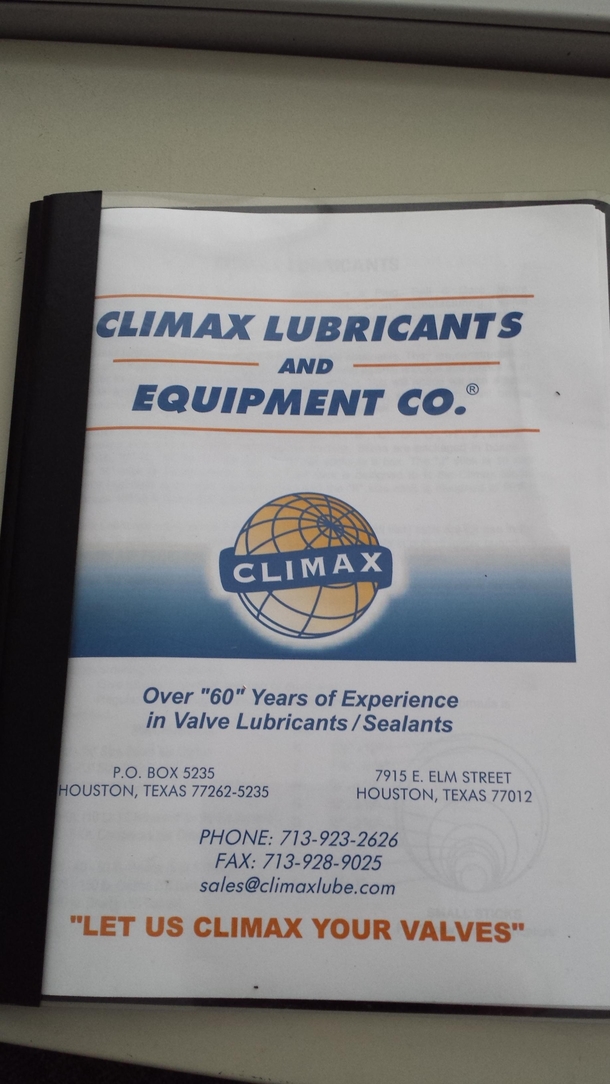 CLIMAX LUBRICANTS
AND
EQUIPMENT CO.®
CLIMAX
Over "60" Years of Experience
in Valve Lubricants / Sealants
P.O. BOX 5235
HOUSTON, TEXAS 77262-5235
7915 E. ELM STREET
HOUSTON, TEXAS 77012
PHONE: 713-923-2626
FAX: 713-928-9025
sales@climaxlube.com
"LET US CLIMAX YOUR VALVES"